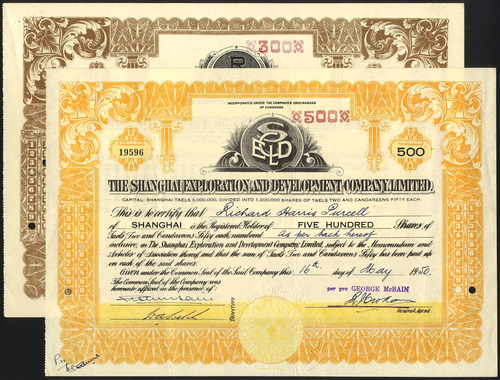 300
INCORPORATED UNDER THE COMPANIES ORDINANCES
OF HONGKONG
500
SELD
19596
500
THE SHANGHAI EXPLORATION AND DEVELOPMENT COMPANY, LIMITED.
CAPITAL: SHANGHAI TAELS 3,000,000, DIVIDED INTO 1,200,000 SHARES OF TAELS TWO AND CANDAREENS FIFTY EACH.
This is to certify that Richard Harris Purcell
of SHANGHAI is the Registered Holder of FIVE HUNDRED Shares of
Taels Two and Candareens Fifty each, numbered as per back hereof
inclusive, in The Shanghai Exploration and Development Company, Limited, subject to the Memorandum and
Articles of Association thereof and that the sum of Taels Two and Candareens Fifty has been paid up
on each of the said shares.
GIVEN under the Common Seal of the Said Company this 16th day of May 1950.
The Common Seal of the Said Company was
hereunto affixed in the presence of:
Directors
per pro GEORGE McBAIN
General Agent.